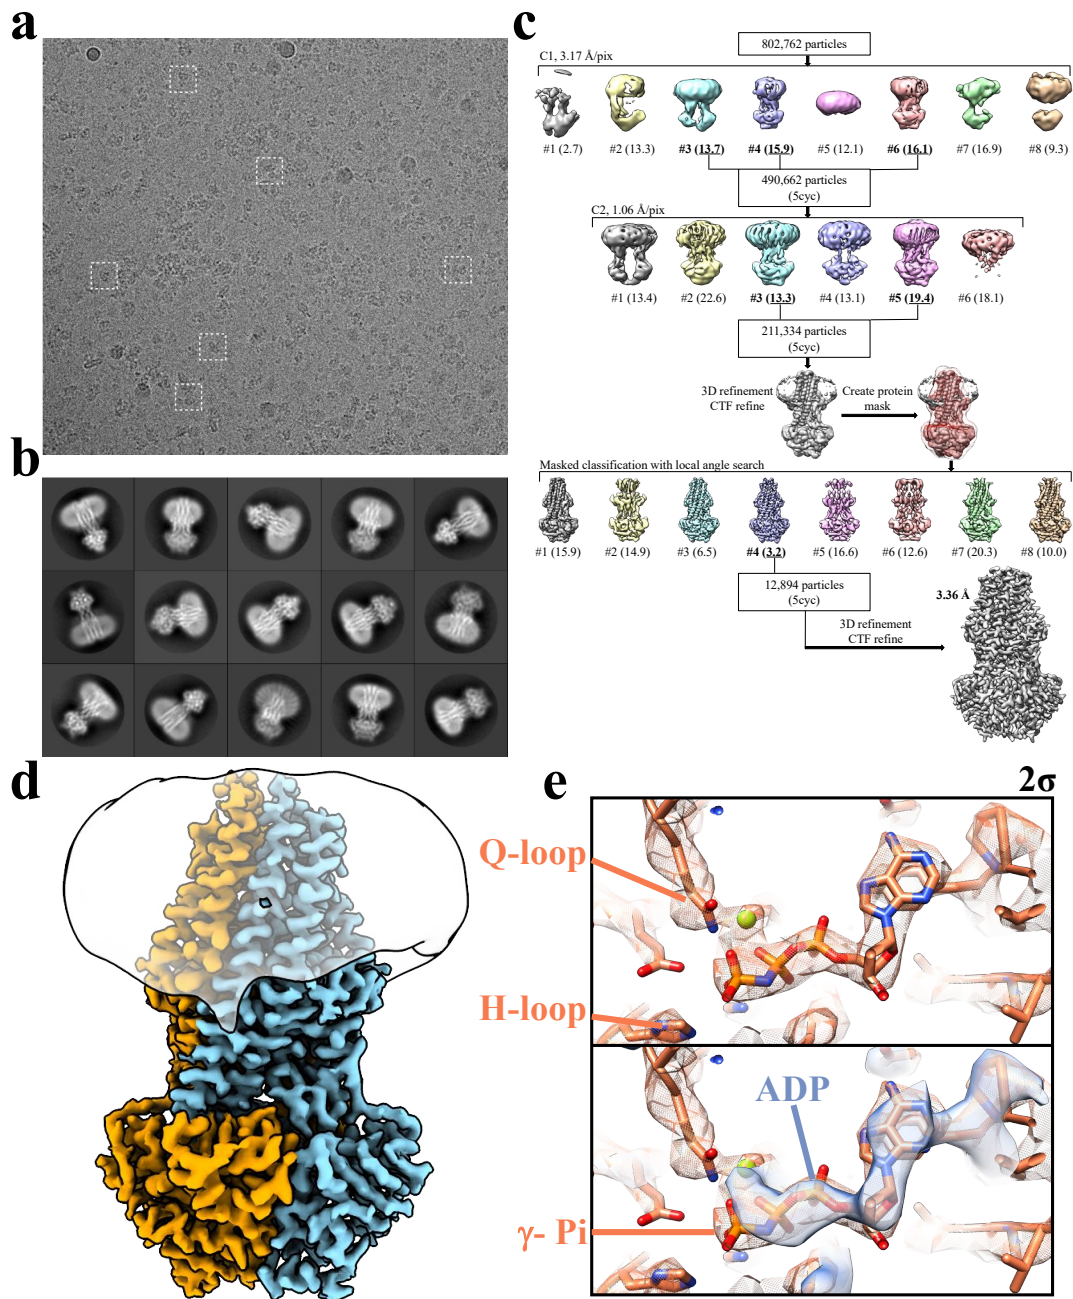 a
b
c
802,762 particles
C1, 3.17 Å/pix
#1 (2.7) #2 (13.3) #3 (13.7) #4 (15.9) #5 (12.1) #6 (16.1) #7 (16.9) #8 (9.3)
490,662 particles
(5cyc)
C2, 1.06 Å/pix
#1 (13.4) #2 (22.6) #3 (13.3) #4 (13.1) #5 (19.4) #6 (18.1)
211,334 particles
(5cyc)
3D refinement
CTF refine
Create protein
mask
Masked classification with local angle search
#1 (15.9) #2 (14.9) #3 (6.5) #4 (3.2) #5 (16.6) #6 (12.6) #7 (20.3) #8 (10.0)
12,894 particles
(5cyc)
3.36 Å
3D refinement
CTF refine
d
e
2σ
Q-loop
H-loop
ADP
γ- Pi